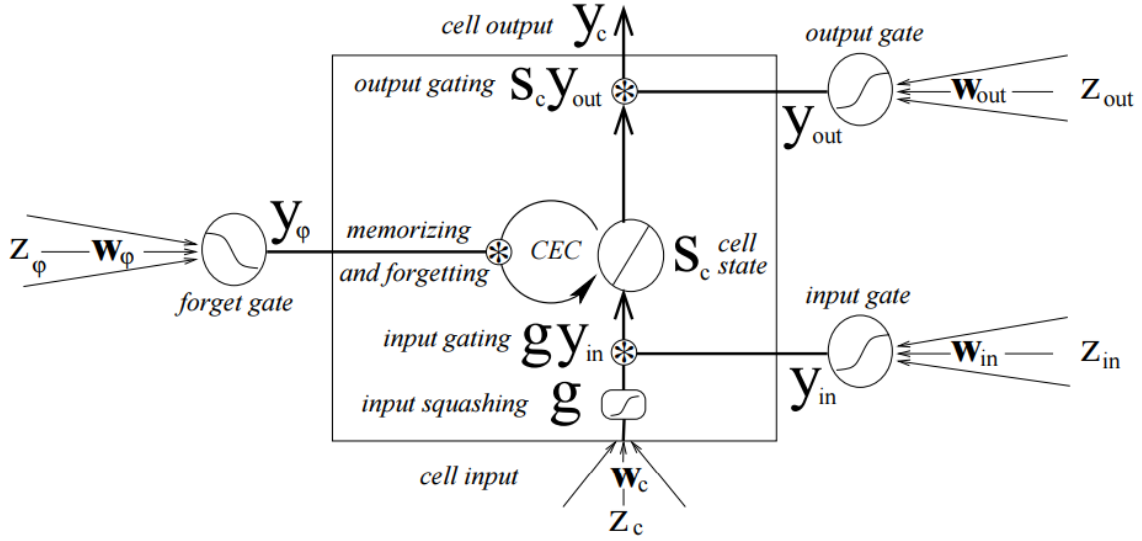 cell output y_c
output gate
output gating S_c y_out
w_out z_out
y_out
y_φ memorizing
z_φ w_φ CEC S_c cell state
and forgetting
forget gate
input gate
input gating g y_in
w_in z_in
y_in
input squashing g
cell input
w_c
z_c